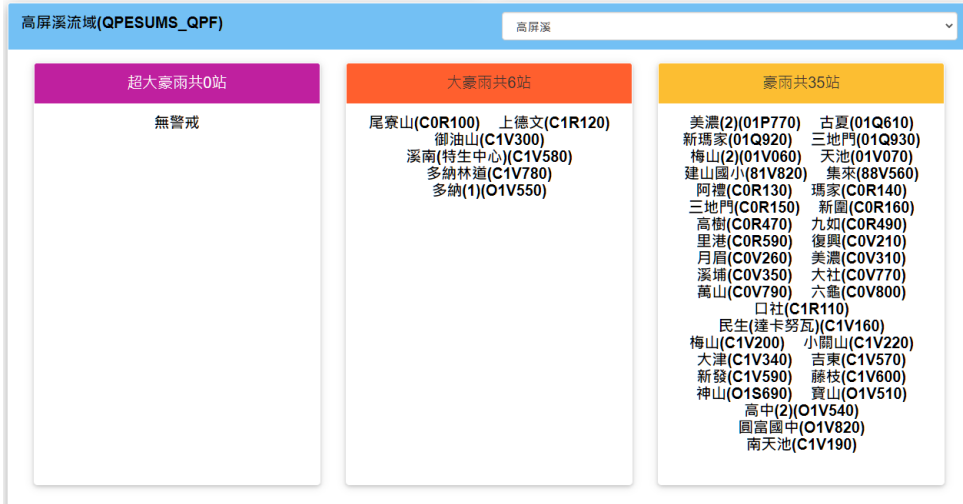 高屏溪流域(QPESUMS_QPF)
高屏溪
超大豪雨共0站
無警戒
大豪雨共6站
尾寮山(C0R100) 上德文(C1R120)
御油山(C1V300)
溪南(特生中心)(C1V580)
多納林道(C1V780)
多納(1)(O1V550)
豪雨共35站
美濃(2)(01P770) 古夏(01Q610)
新瑪家(01Q920) 三地門(01Q930)
梅山(2)(01V060) 天池(01V070)
建山國小(81V820) 集來(88V560)
阿禮(C0R130) 瑪家(C0R140)
三地門(C0R150) 新圍(C0R160)
高樹(C0R470) 九如(C0R490)
里港(C0R590) 復興(C0V210)
月眉(C0V260) 美濃(C0V310)
溪埔(C0V350) 大社(C0V770)
萬山(C0V790) 六龜(C0V800)
口社(C1R110)
民生(達卡努瓦)(C1V160)
梅山(C1V200) 小關山(C1V220)
大津(C1V340) 吉東(C1V570)
新發(C1V590) 藤枝(C1V600)
神山(O1S690) 寶山(O1V510)
高中(2)(O1V540)
圓富國中(O1V820)
南天池(C1V190)